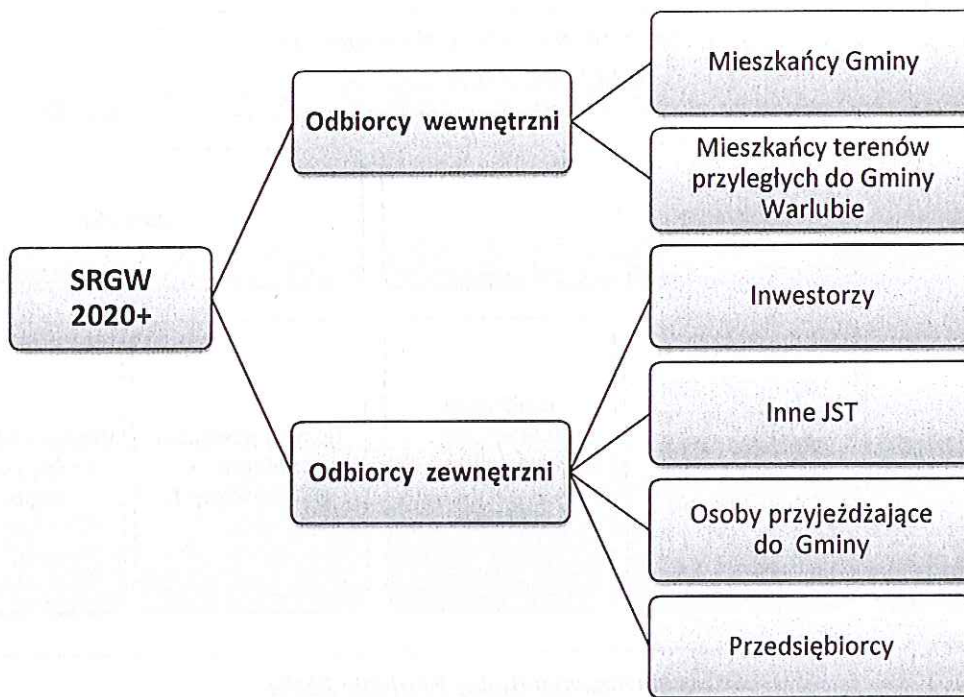 SRGW
2020+
Odbiorcy wewnętrzni
Mieszkańcy Gminy
Mieszkańcy terenów
przyległych do Gminy
Warlubie
Odbiorcy zewnętrzni
Inwestorzy
Inne JST
Osoby przyjeżdżające
do Gminy
Przedsiębiorcy